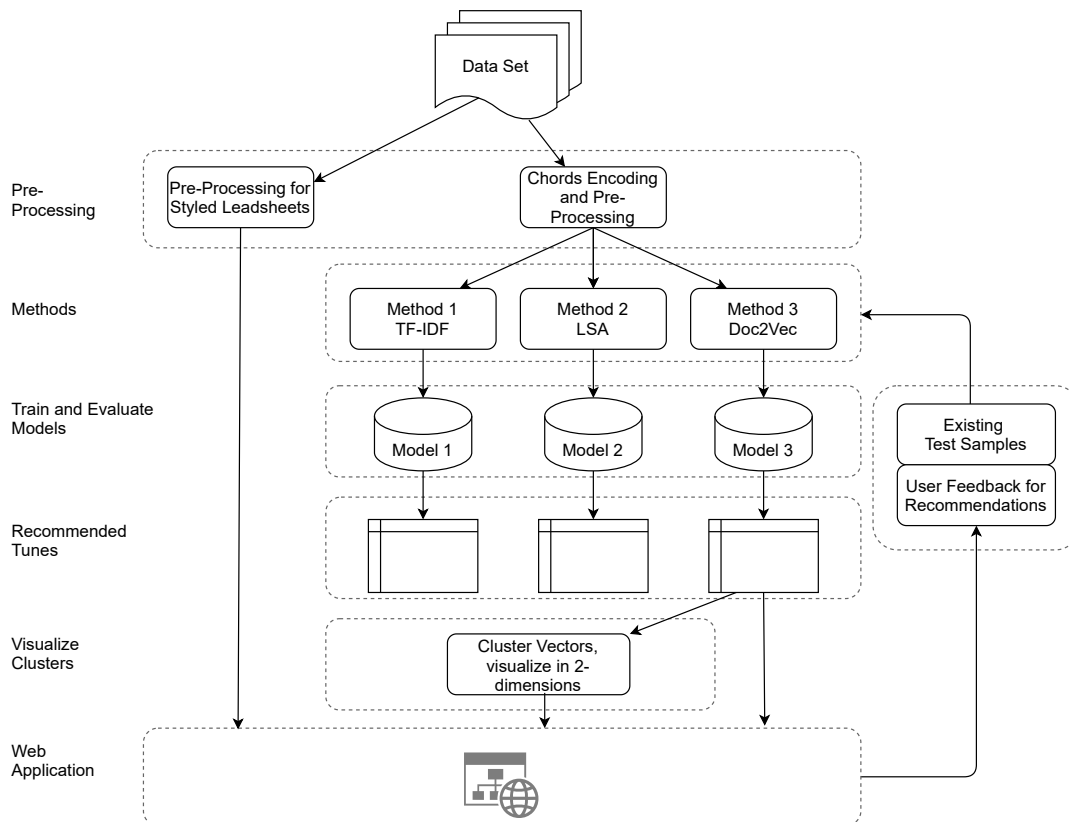 Data Set
Pre-
Processing
Pre-Processing for
Styled Leadsheets
Chords Encoding
and Pre-
Processing
Methods
Method 1
TF-IDF
Method 2
LSA
Method 3
Doc2Vec
Train and Evaluate
Models
Model 1
Model 2
Model 3
Existing
Test Samples
User Feedback for
Recommendations
Recommended
Tunes
Visualize
Clusters
Cluster Vectors,
visualize in 2-
dimensions
Web
Application